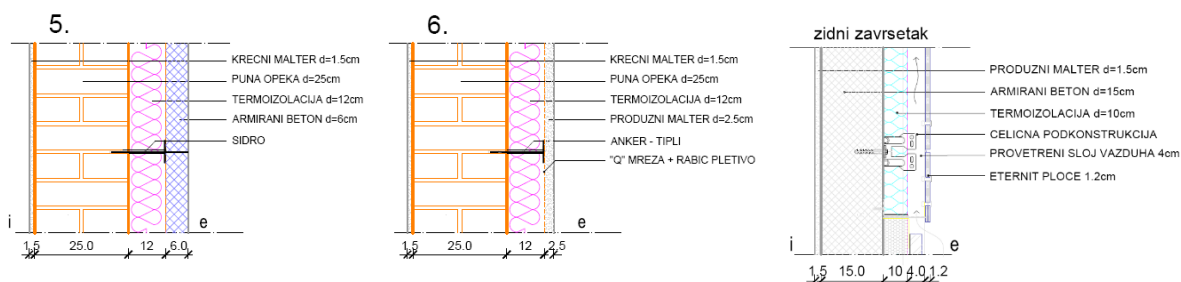 5.
KRECNI MALTER d=1.5cm
PUNA OPEKA d=25cm
TERMOIZOLACIJA d=12cm
ARMIRANI BETON d=6cm
SIDRO
i
e
1.5 25.0 12 6.0
6.
KRECNI MALTER d=1.5cm
PUNA OPEKA d=25cm
TERMOIZOLACIJA d=12cm
PRODUZNI MALTER d=2.5cm
ANKER - TIPLI
"Q" MREZA + RABIC PLETIVO
i
e
1.5 25.0 12 2.5
zidni zavrsetak
PRODUZNI MALTER d=1.5cm
ARMIRANI BETON d=15cm
TERMOIZOLACIJA d=10cm
CELICNA PODKONSTRUKCIJA
PROVETRENI SLOJ VAZDUHA 4cm
ETERNIT PLOCE 1.2cm
i
e
1.5 15.0 10 4.0 1.2